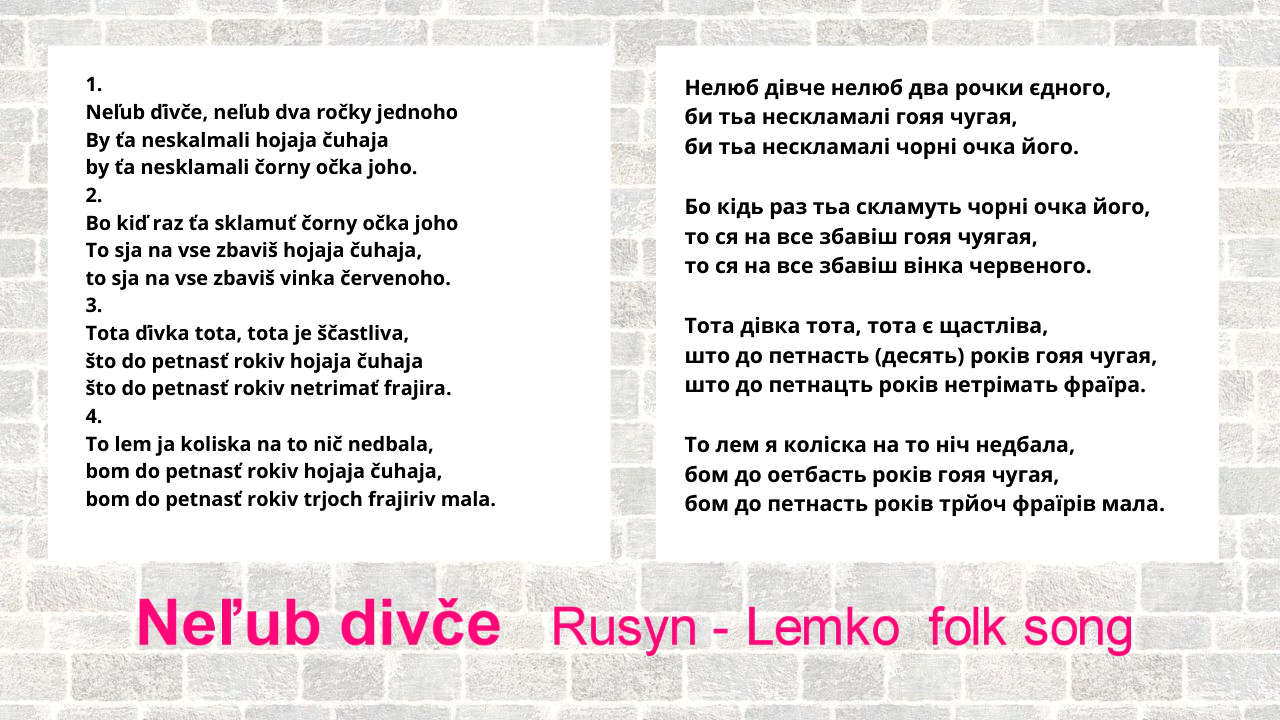 1.
Neľub ďivče, neľub dva ročky jednoho
By ťa neskalmali hojaja čuhaja
by ťa nesklamali čorny očka joho.
2.
Bo kiď raz ťa sklamuť čorny očka joho
To sja na vse zbaviš hojaja čuhaja,
to sja na vse zbaviš vinka červenoho.
3.
Tota ďivka tota, tota je ščastliva,
što do petnasť rokiv hojaja čuhaja
što do petnasť rokiv netrimať frajira.
4.
To lem ja koliska na to nič nedbala,
bom do petnasť rokiv hojaja čuhaja,
bom do petnasť rokiv trjoch frajiriv mala.
Нелюб дівче нелюб два рочки єдного,
би тьа нескламалі гояя чугая,
би тьа нескламалі чорні очка його.
Бо кідь раз тьа скламуть чорні очка його,
то ся на все збавіш гояя чуягая,
то ся на все збавіш вінка червеного.
Тота дівка тота, тота є щастліва,
што до петнасть (десять) років гояя чугая,
што до петнацть років нетрімать фраїра.
То лем я коліска на то ніч недбала,
бом до оетбасть років гояя чугая,
бом до петнасть років трйоч фраїрів мала.
Neľub divče Rusyn - Lemko folk song